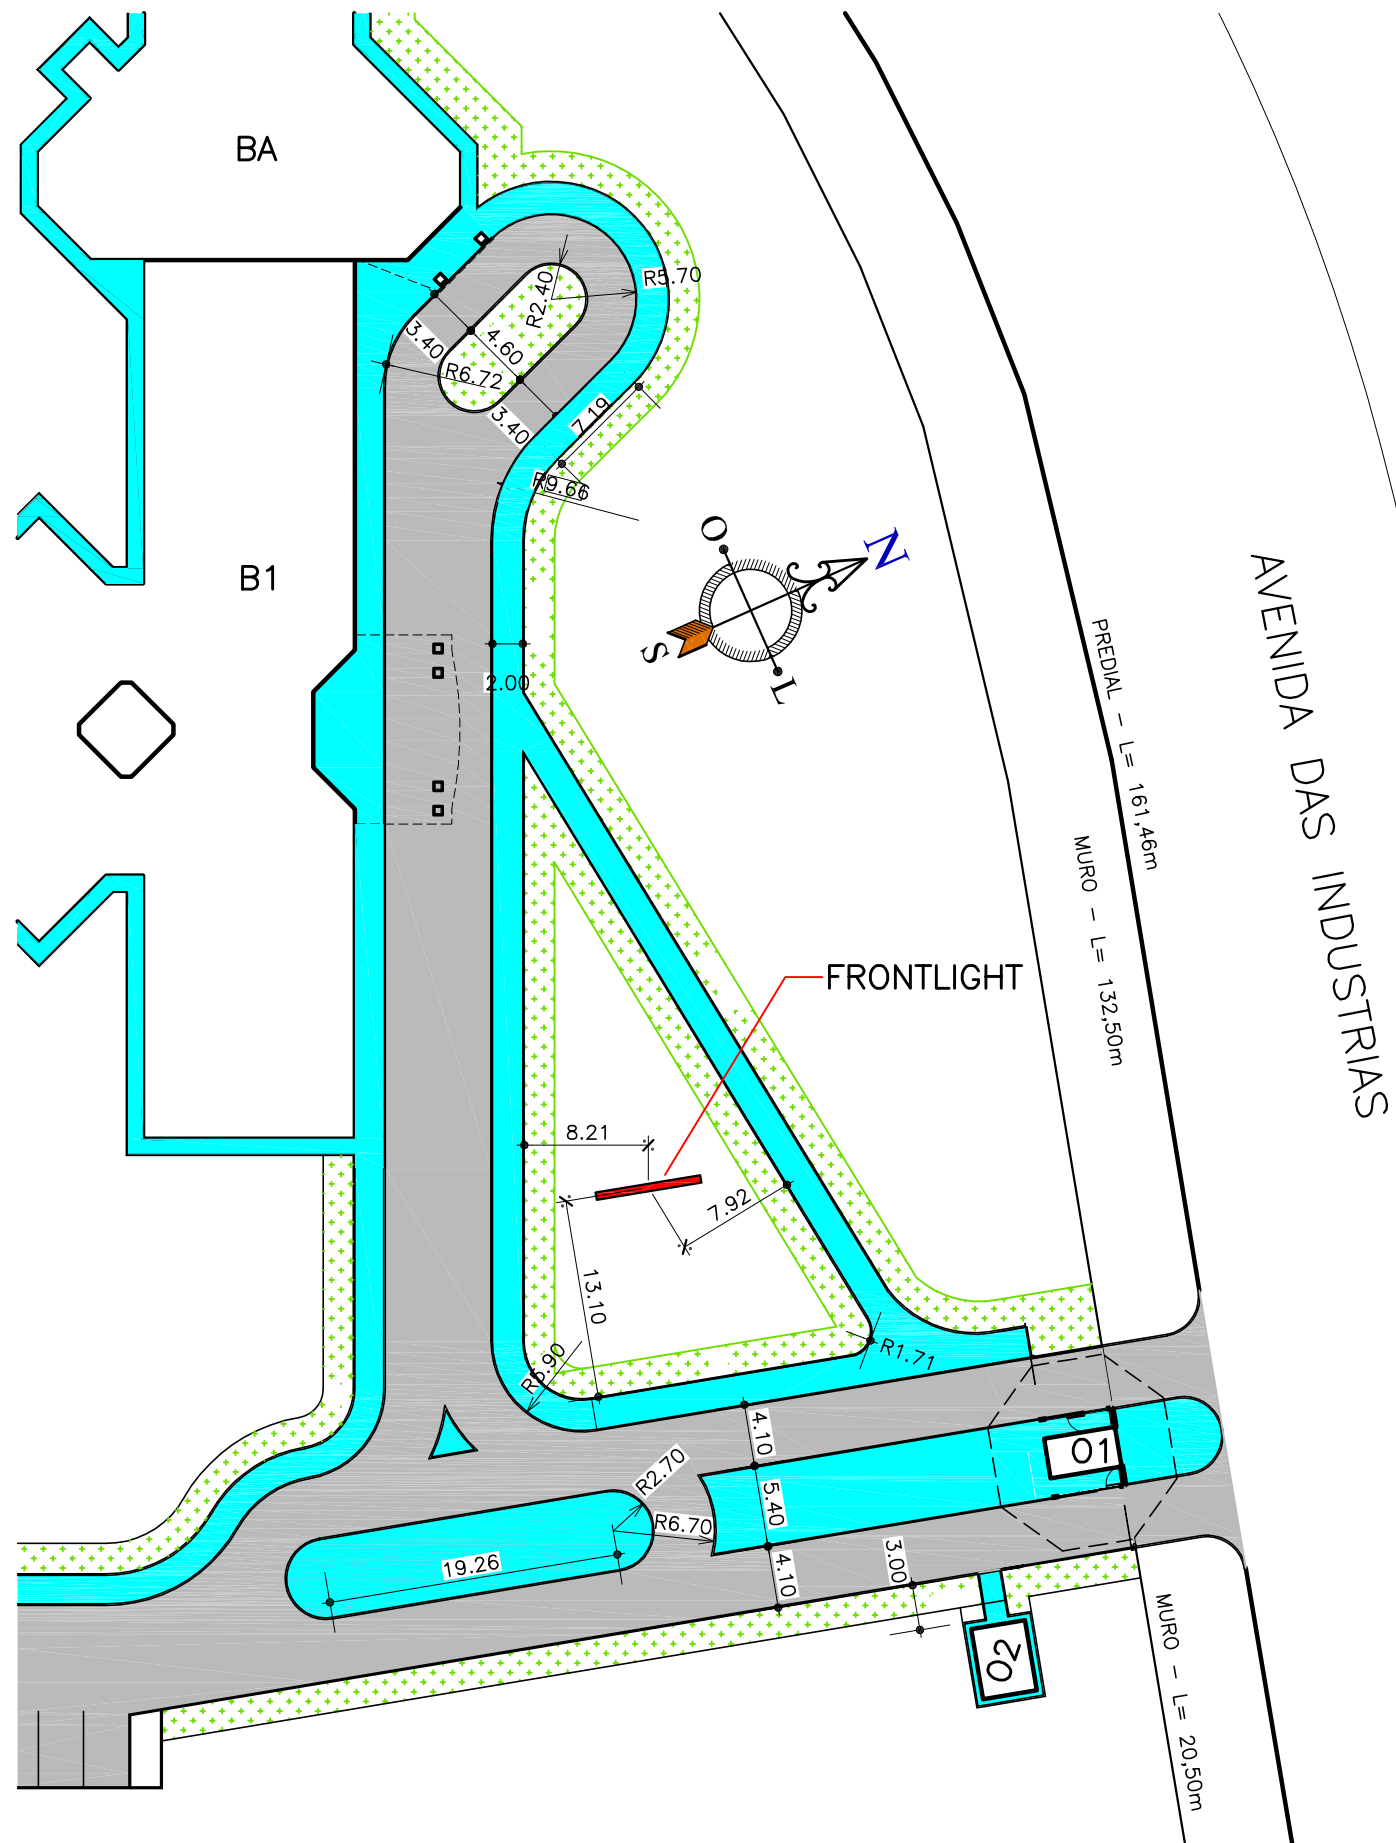 BA
R5.70
R2.40
3.40
4.60
R6.72
3.40
7.19
R9.66
O
N
S
L
B1
2.00
AVENIDA DAS INDUSTRIAS
PREDIAL - L= 161,46m
MURO - L= 132,50m
FRONTLIGHT
8.21
7.92
13.10
R5.90
R1.71
4.10
01
R2.70
5.40
R6.70
19.26
4.10
3.00
02
MURO - L= 20,50m